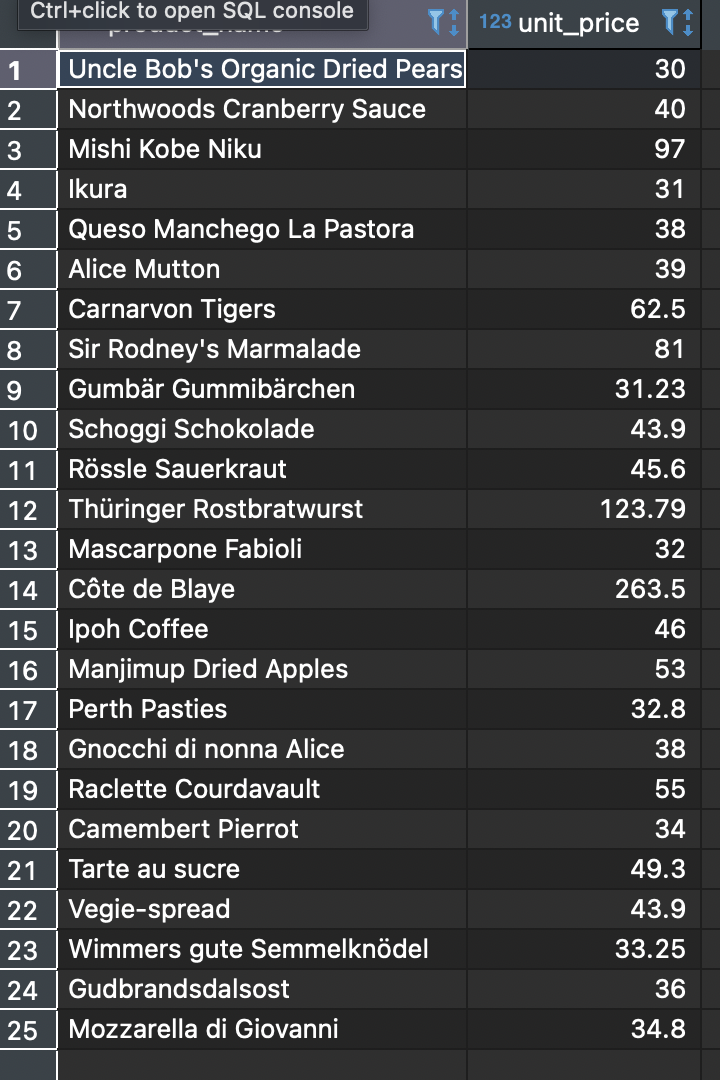 Ctrl+click to open SQL console
product_name 123 unit_price
1 Uncle Bob's Organic Dried Pears 30
2 Northwoods Cranberry Sauce 40
3 Mishi Kobe Niku 97
4 Ikura 31
5 Queso Manchego La Pastora 38
6 Alice Mutton 39
7 Carnarvon Tigers 62.5
8 Sir Rodney's Marmalade 81
9 Gumbär Gummibärchen 31.23
10 Schoggi Schokolade 43.9
11 Rössle Sauerkraut 45.6
12 Thüringer Rostbratwurst 123.79
13 Mascarpone Fabioli 32
14 Côte de Blaye 263.5
15 Ipoh Coffee 46
16 Manjimup Dried Apples 53
17 Perth Pasties 32.8
18 Gnocchi di nonna Alice 38
19 Raclette Courdavault 55
20 Camembert Pierrot 34
21 Tarte au sucre 49.3
22 Vegie-spread 43.9
23 Wimmers gute Semmelknödel 33.25
24 Gudbrandsdalsost 36
25 Mozzarella di Giovanni 34.8